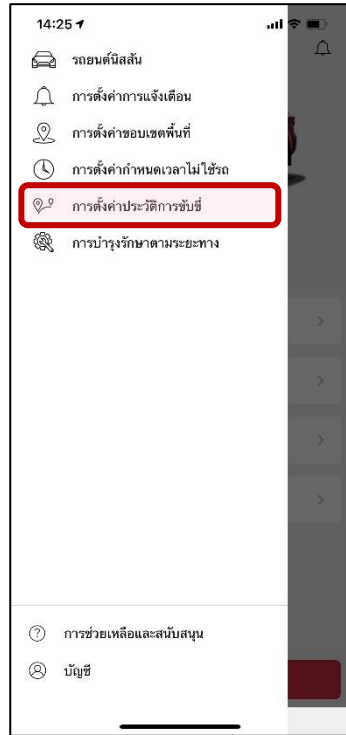 14:25
รถยนต์นิสสัน
การตั้งค่าการแจ้งเตือน
การตั้งค่าขอบเขตพื้นที่
การตั้งค่ากำหนดเวลาไม่ใช้รถ
การตั้งค่าประวัติการขับขี่
การบำรุงรักษาตามระยะทาง
การช่วยเหลือและสนับสนุน
บัญชี